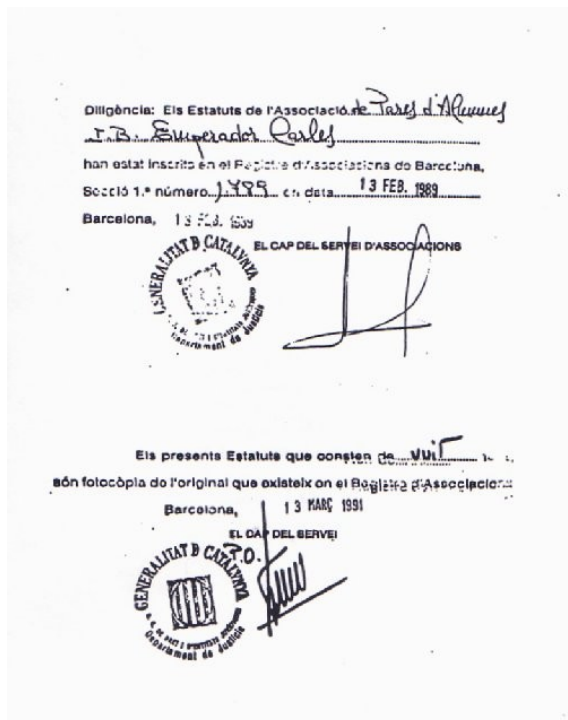 Diligència: Els Estatuts de l'Associació de Pares d'Alumnes
I.B. Emperador Carles
han estat inscrits en el Registre d'Associacions de Barcelona,
Secció 1.ª número 1.789 en data 13 FEB. 1989
Barcelona, 13 FEB. 1989
EL CAP DEL SERVEI D'ASSOCIACIONS
GENERALITAT D CATALUNYA
Departament de Justícia
Els presents Estatuts que consten de vuit
són fotocòpia de l'original que existeix en el Registre d'Associacions
Barcelona, 13 MARÇ 1991
EL CAP DEL SERVEI
P.O.
GENERALITAT D CATALUNYA
Departament de Justícia